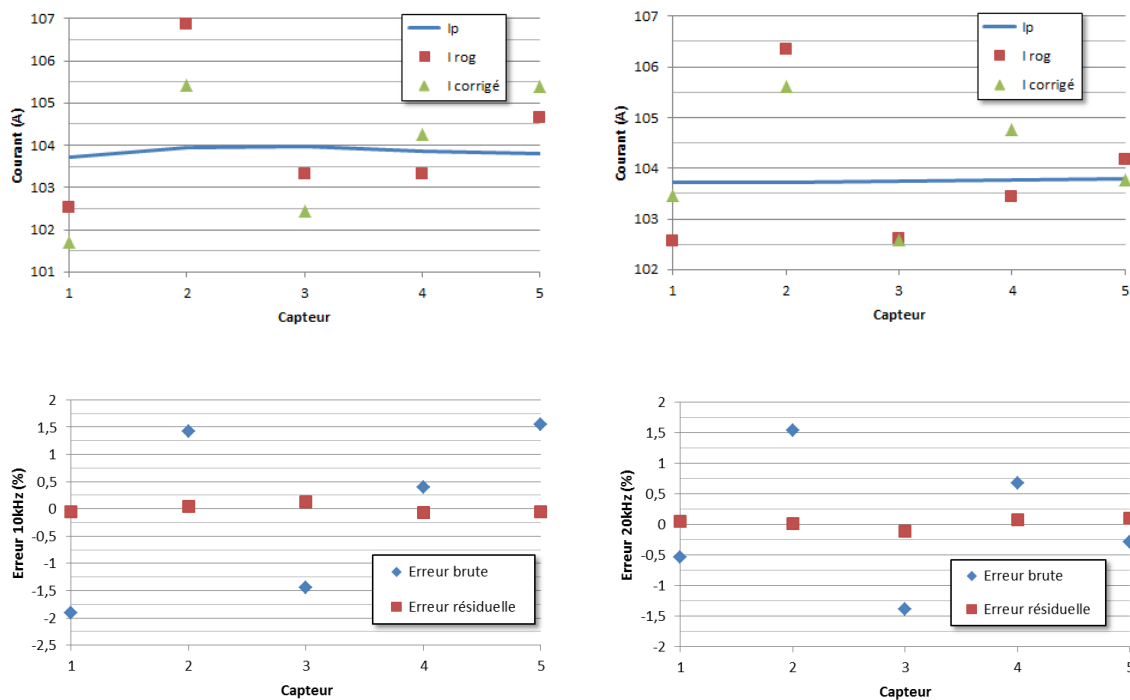 107
106
105
104
103
102
101
Courant (A)
1
2
3
4
5
Capteur
Ip
I rog
I corrigé
107
106
105
104
103
102
Courant (A)
1
2
3
4
5
Capteur
Ip
I rog
I corrigé
2
1,5
1
0,5
0
-0,5
-1
-1,5
-2
-2,5
Erreur 10kHz (%)
1
2
3
4
5
Capteur
Erreur brute
Erreur résiduelle
2
1,5
1
0,5
0
-0,5
-1
-1,5
-2
Erreur 20kHz (%)
1
2
3
4
5
Capteur
Erreur brute
Erreur résiduelle